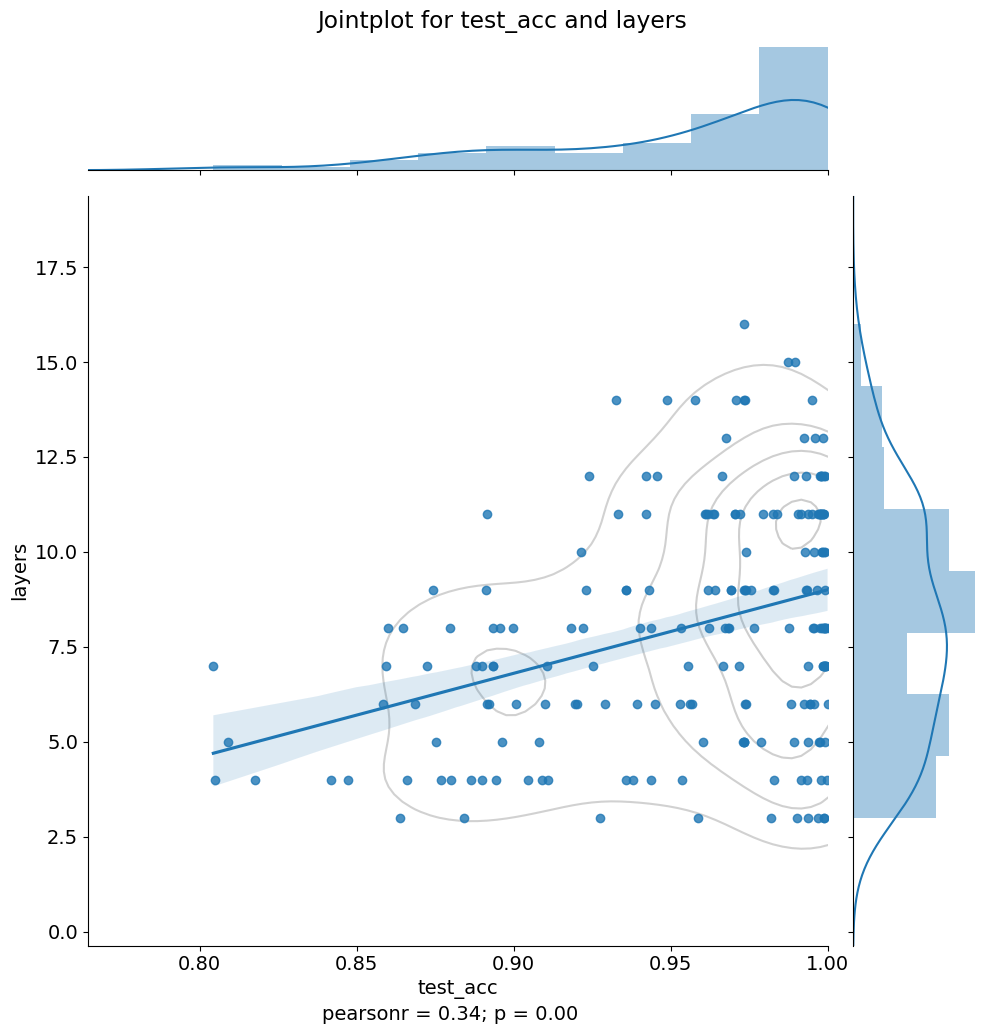 Jointplot for test_acc and layers
17.5
15.0
12.5
10.0
7.5
5.0
2.5
0.0
layers
0.80 0.85 0.90 0.95 1.00
test_acc
pearsonr = 0.34; p = 0.00